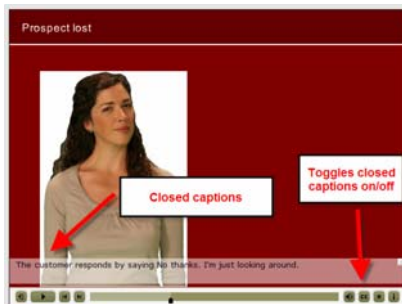 Prospect lost
Closed captions
Toggles closed
captions on/off
The customer responds by saying No thanks. I'm just looking around.